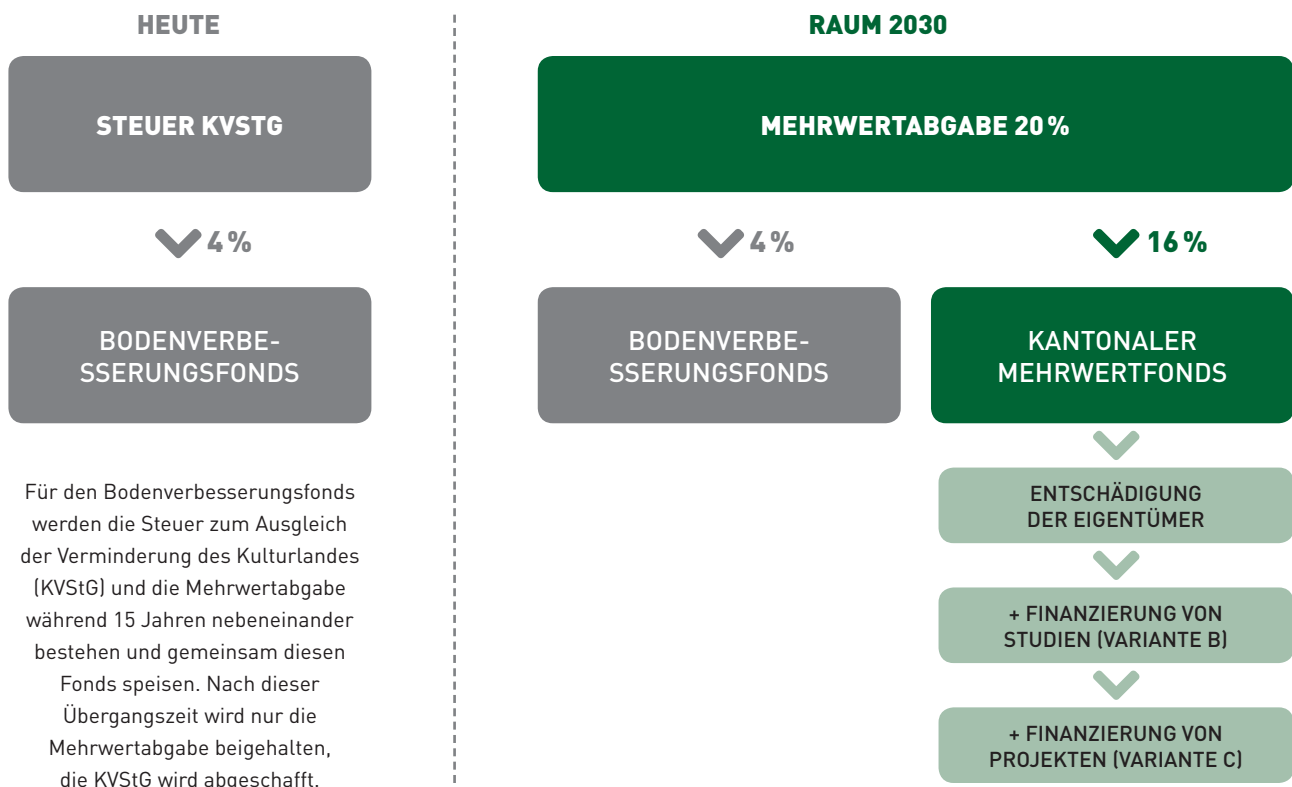 HEUTE
STEUER KVSTG
4 %
BODENVERBE-
SSERUNGSFONDS
Für den Bodenverbesserungsfonds
werden die Steuer zum Ausgleich
der Verminderung des Kulturlandes
(KVStG) und die Mehrwertabgabe
während 15 Jahren nebeneinander
bestehen und gemeinsam diesen
Fonds speisen. Nach dieser
Übergangszeit wird nur die
Mehrwertabgabe beigehalten,
die KVStG wird abgeschafft.
RAUM 2030
MEHRWERTABGABE 20 %
4 %
16 %
BODENVERBE-
SSERUNGSFONDS
KANTONALER
MEHRWERTFONDS
ENTSCHÄDIGUNG
DER EIGENTÜMER
+ FINANZIERUNG VON
STUDIEN (VARIANTE B)
+ FINANZIERUNG VON
PROJEKTEN (VARIANTE C)